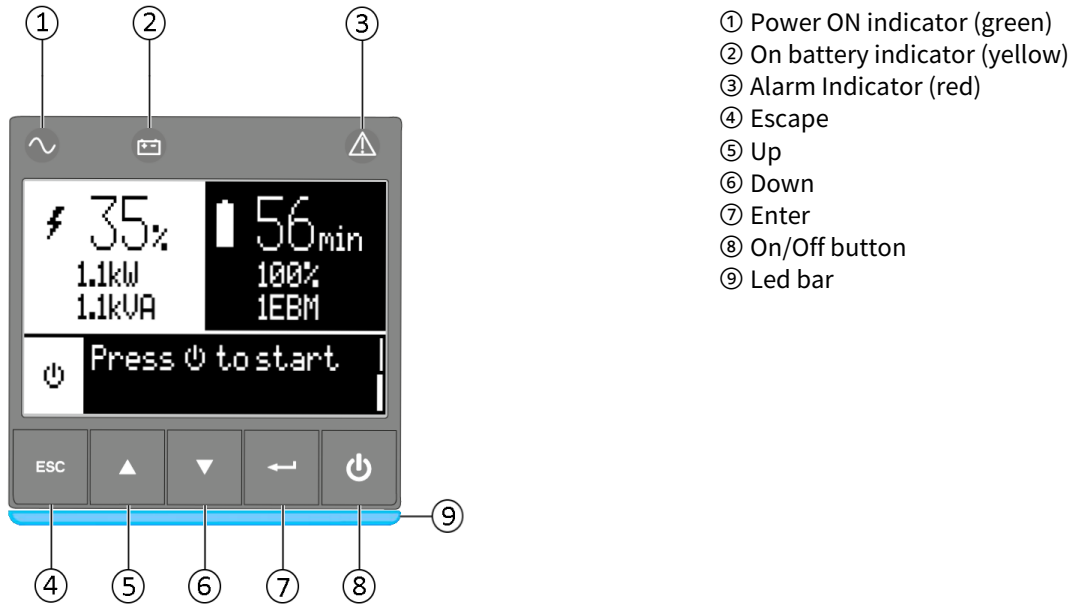 ① ② ③
① Power ON indicator (green)
② On battery indicator (yellow)
③ Alarm Indicator (red)
④ Escape
⑤ Up
⑥ Down
⑦ Enter
⑧ On/Off button
⑨ Led bar
35% 56min
1.1kW 100%
1.1kVA 1EBM
Press ⏻ to start
ESC
⑨
④ ⑤ ⑥ ⑦ ⑧